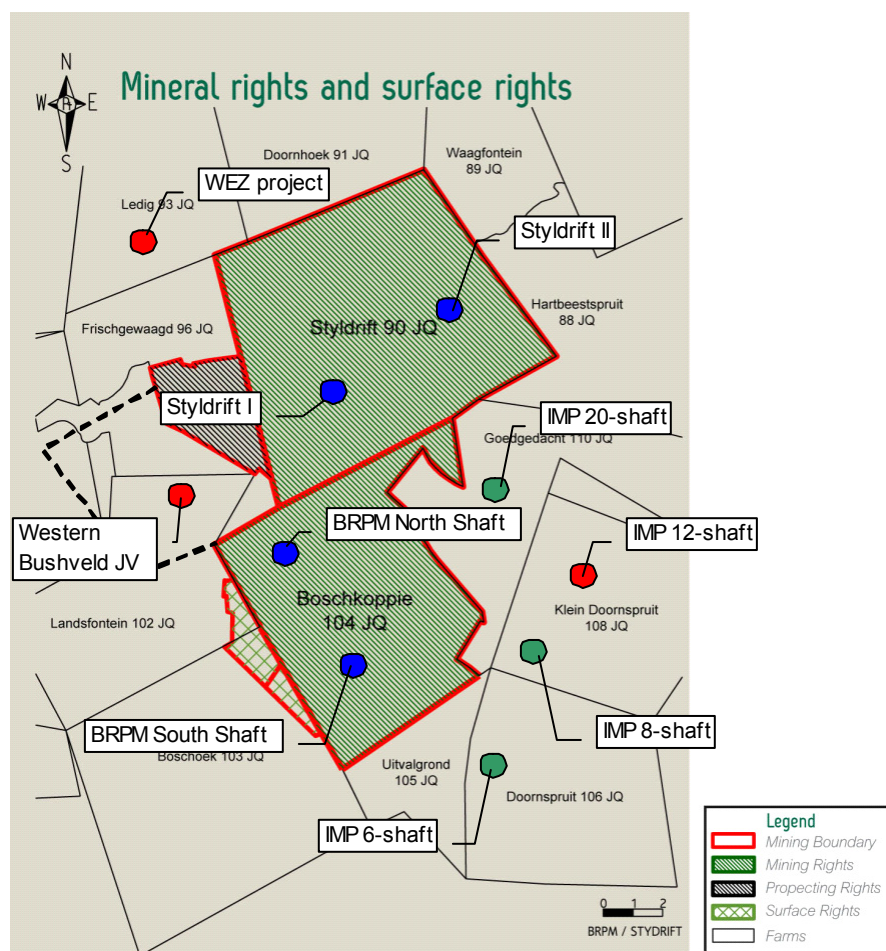 N
W A E
S
Mineral rights and surface rights
Doornhoek 91 JQ
Waagfontein
89 JQ
WEZ project
Ledig 93 JQ
Styldrift II
Hartbeestspruit
88 JQ
Frischgewaagd 96 JQ
Styldrift 90 JQ
Styldrift I
IMP 20-shaft
Goedgedacht 110 JQ
BRPM North Shaft
IMP 12-shaft
Western
Bushveld JV
Boschkoppie
104 JQ
Klein Doornspruit
108 JQ
Landsfontein 102 JQ
BRPM South Shaft
IMP 8-shaft
Boschoek 103 JQ
Uitvalgrond
105 JQ
Doornspruit 106 JQ
IMP 6-shaft
Legend
Mining Boundary
Mining Rights
Propecting Rights
Surface Rights
Farms
0 1 2
BRPM / STYDRIFT